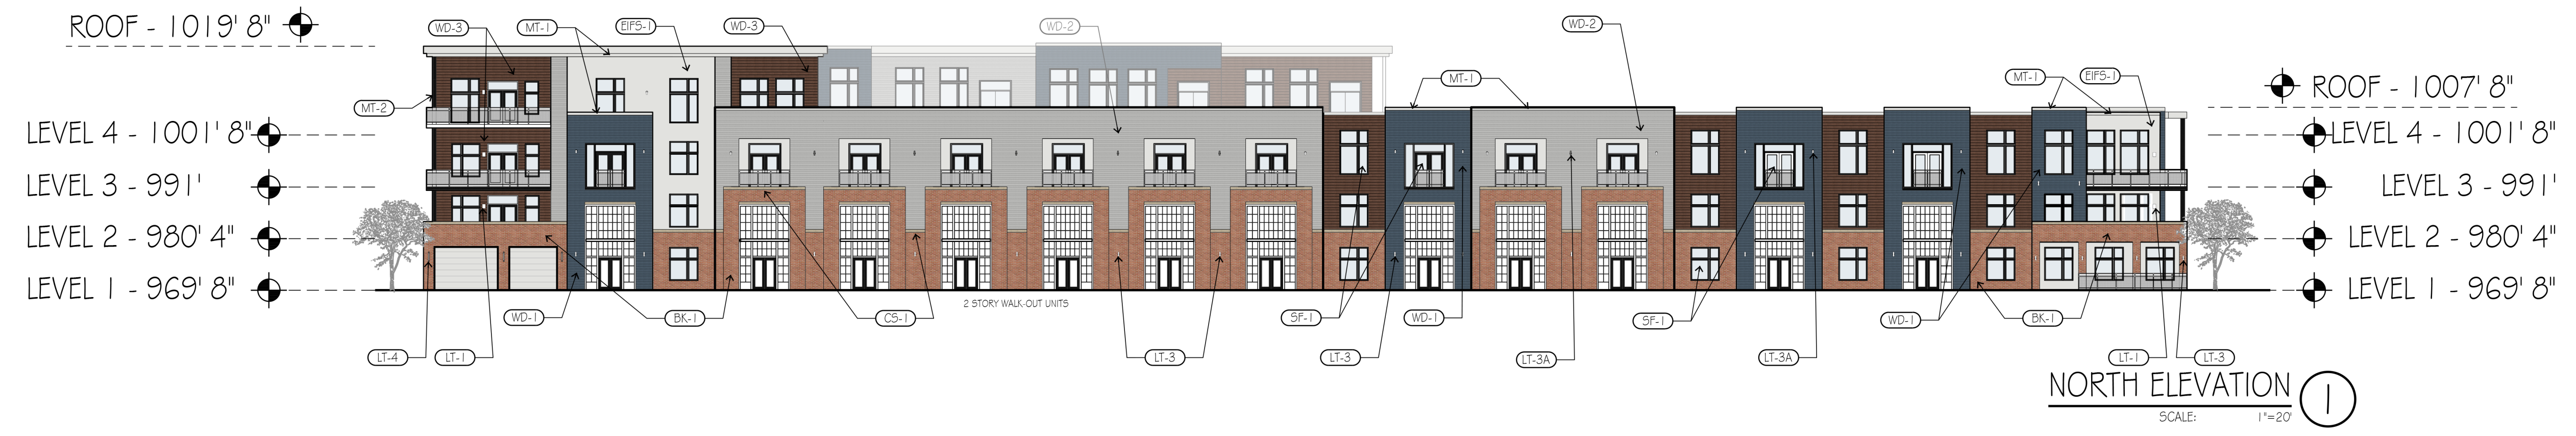 ROOF - 1019' 8"
WD-3
MT-1
EIFS-1
WD-3
WD-2
WD-2
MT-1
MT-1
EIFS-1
ROOF - 1007' 8"
MT-2
LEVEL 4 - 1001' 8"
LEVEL 4 - 1001' 8"
LEVEL 3 - 991'
LEVEL 3 - 991'
LEVEL 2 - 980' 4"
LEVEL 2 - 980' 4"
LEVEL 1 - 969' 8"
LEVEL 1 - 969' 8"
2 STORY WALK-OUT UNITS
WD-1
BK-1
CS-1
SF-1
WD-1
SF-1
WD-1
BK-1
LT-4
LT-1
LT-3
LT-3
LT-3A
LT-3A
LT-1
LT-3
NORTH ELEVATION
1
SCALE: 1"=20'